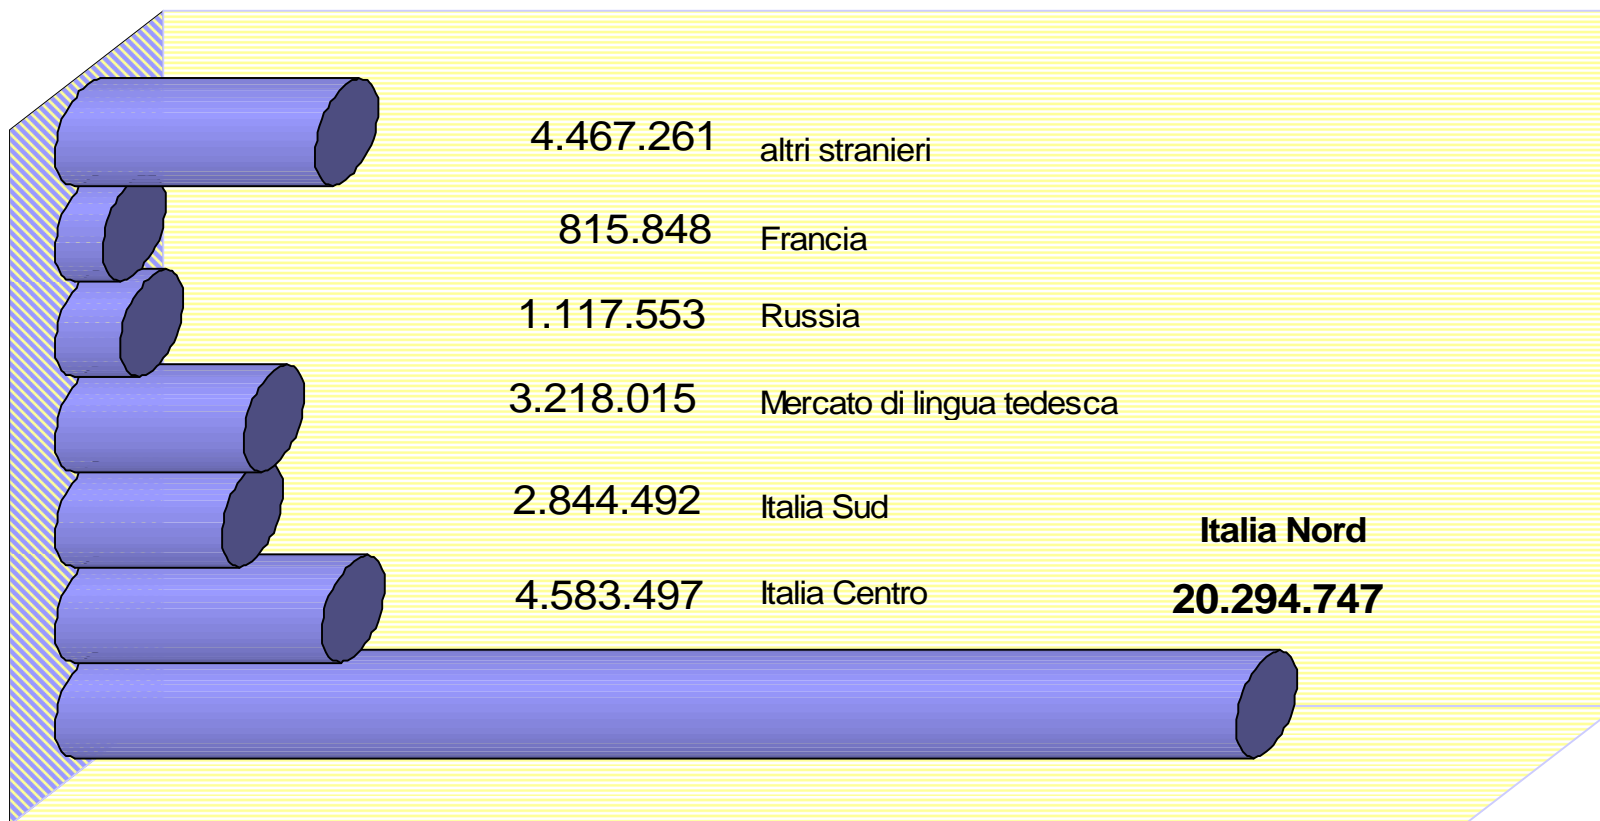 4.467.261 altri stranieri
815.848 Francia
1.117.553 Russia
3.218.015 Mercato di lingua tedesca
2.844.492 Italia Sud
Italia Nord
4.583.497 Italia Centro
20.294.747